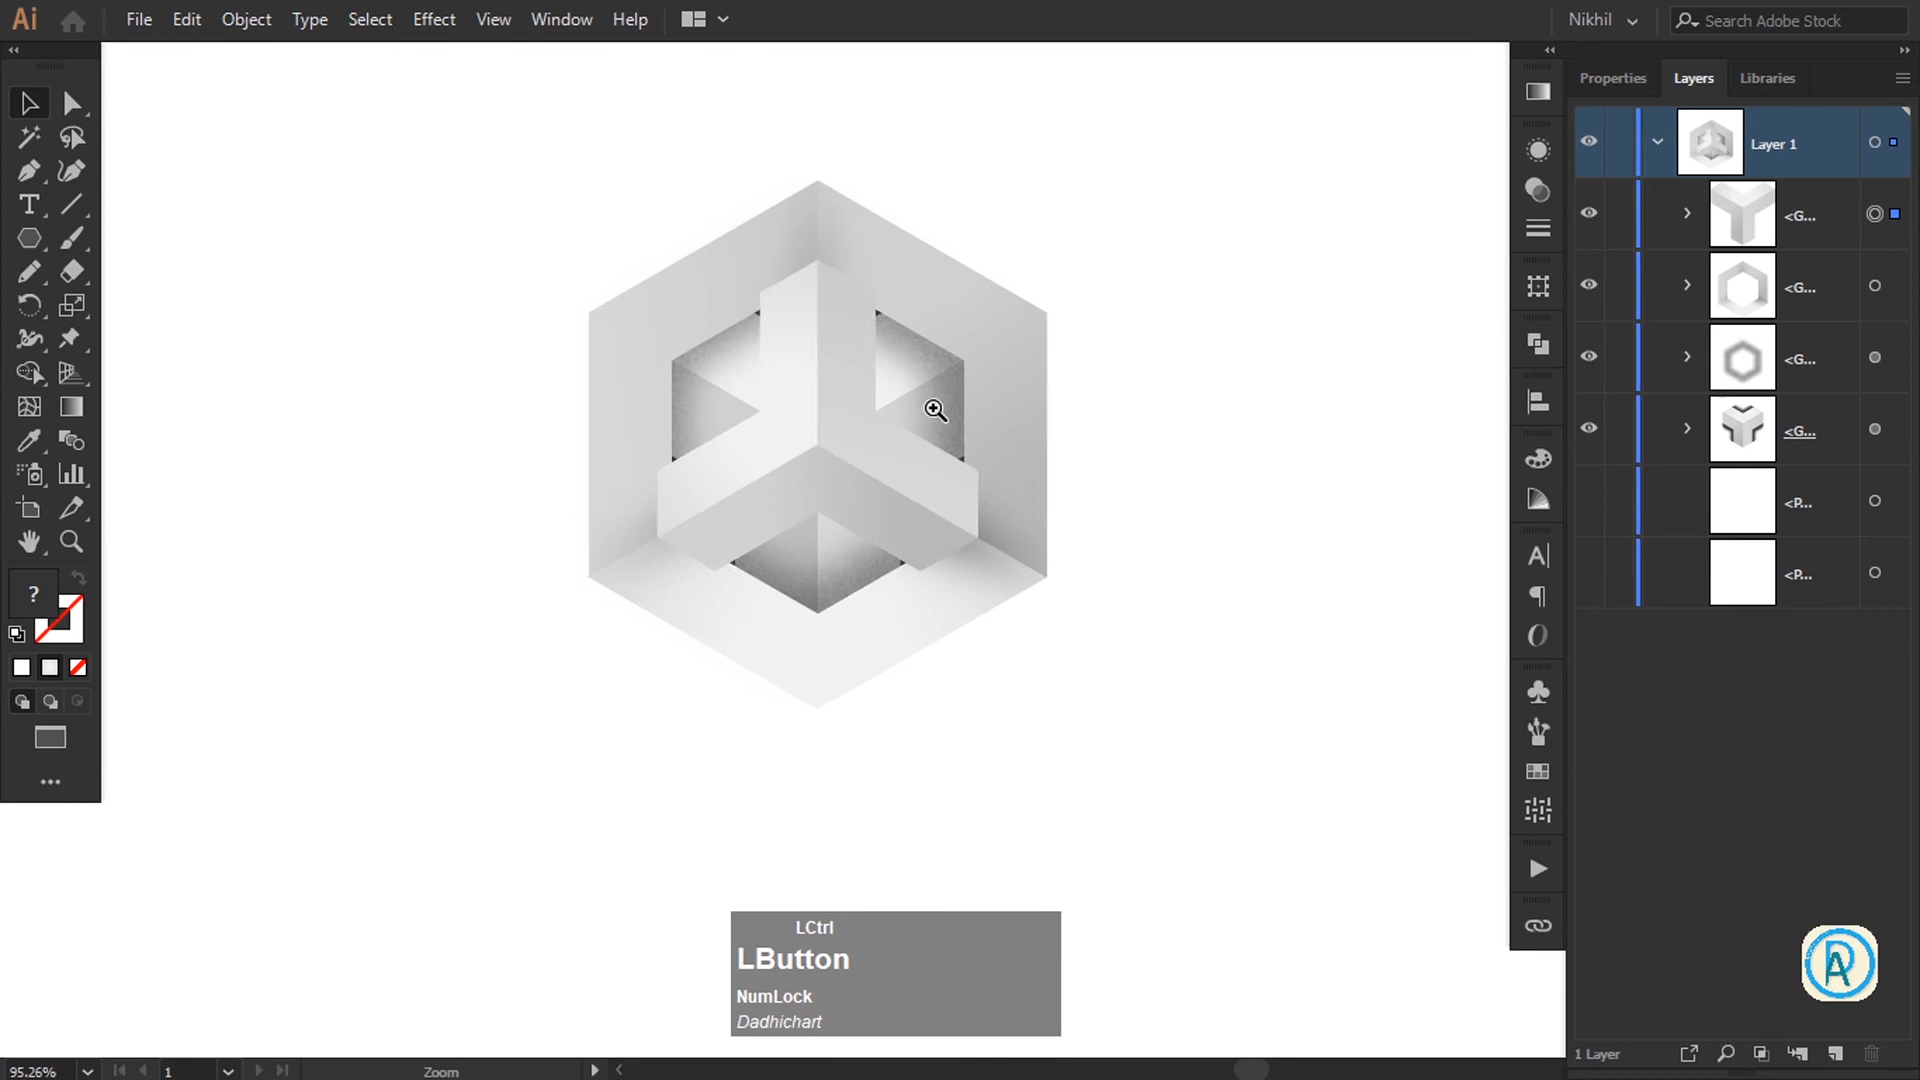 Ai File Edit Object Type Select Effect View Window Help Nikhil Search Adobe Stock
Properties Layers Libraries
Layer 1
<G...
<G...
<G...
<G...
<P...
<P...
?
LCtrl
LButton
NumLock
Dadhichart
1 Layer
95.26% 1 Zoom